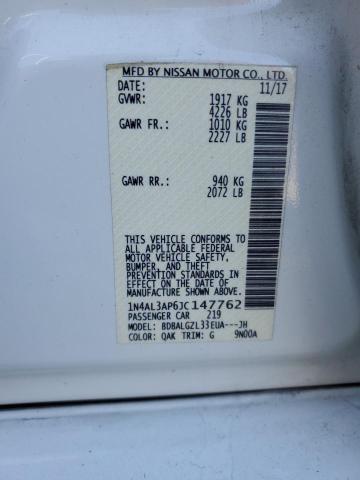 MFD BY NISSAN MOTOR CO., LTD.
DATE: 11/17
GVWR: 1917 KG
4226 LB
GAWR FR.: 1010 KG
2227 LB
GAWR RR.: 940 KG
2072 LB
THIS VEHICLE CONFORMS TO
ALL APPLICABLE FEDERAL
MOTOR VEHICLE SAFETY,
BUMPER, AND THEFT
PREVENTION STANDARDS
IN EFFECT ON THE DATE OF
MANUFACTURE SHOWN ABOVE.
1N4AL3AP6JC147762
PASSENGER CAR 219
MODEL: BDBALGZL33EUA---JH
COLOR: QAK TRIM: G 9N00A